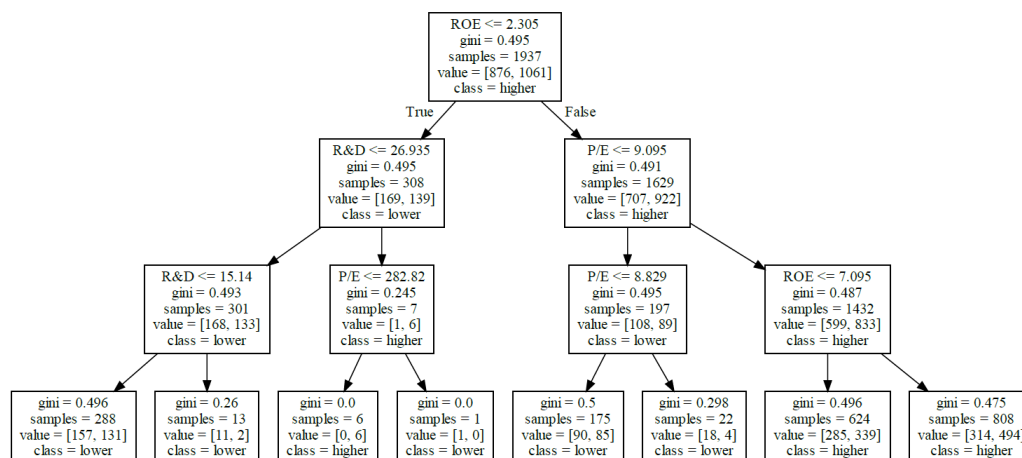 ROE <= 2.305
gini = 0.495
samples = 1937
value = [876, 1061]
class = higher
True
False
R&D <= 26.935
gini = 0.495
samples = 308
value = [169, 139]
class = lower
P/E <= 9.095
gini = 0.491
samples = 1629
value = [707, 922]
class = higher
R&D <= 15.14
gini = 0.493
samples = 301
value = [168, 133]
class = lower
P/E <= 282.82
gini = 0.245
samples = 7
value = [1, 6]
class = higher
P/E <= 8.829
gini = 0.495
samples = 197
value = [108, 89]
class = lower
ROE <= 7.095
gini = 0.487
samples = 1432
value = [599, 833]
class = higher
gini = 0.496
samples = 288
value = [157, 131]
class = lower
gini = 0.26
samples = 13
value = [11, 2]
class = lower
gini = 0.0
samples = 6
value = [0, 6]
class = higher
gini = 0.0
samples = 1
value = [1, 0]
class = lower
gini = 0.5
samples = 175
value = [90, 85]
class = lower
gini = 0.298
samples = 22
value = [18, 4]
class = lower
gini = 0.496
samples = 624
value = [285, 339]
class = higher
gini = 0.475
samples = 808
value = [314, 494]
class = higher